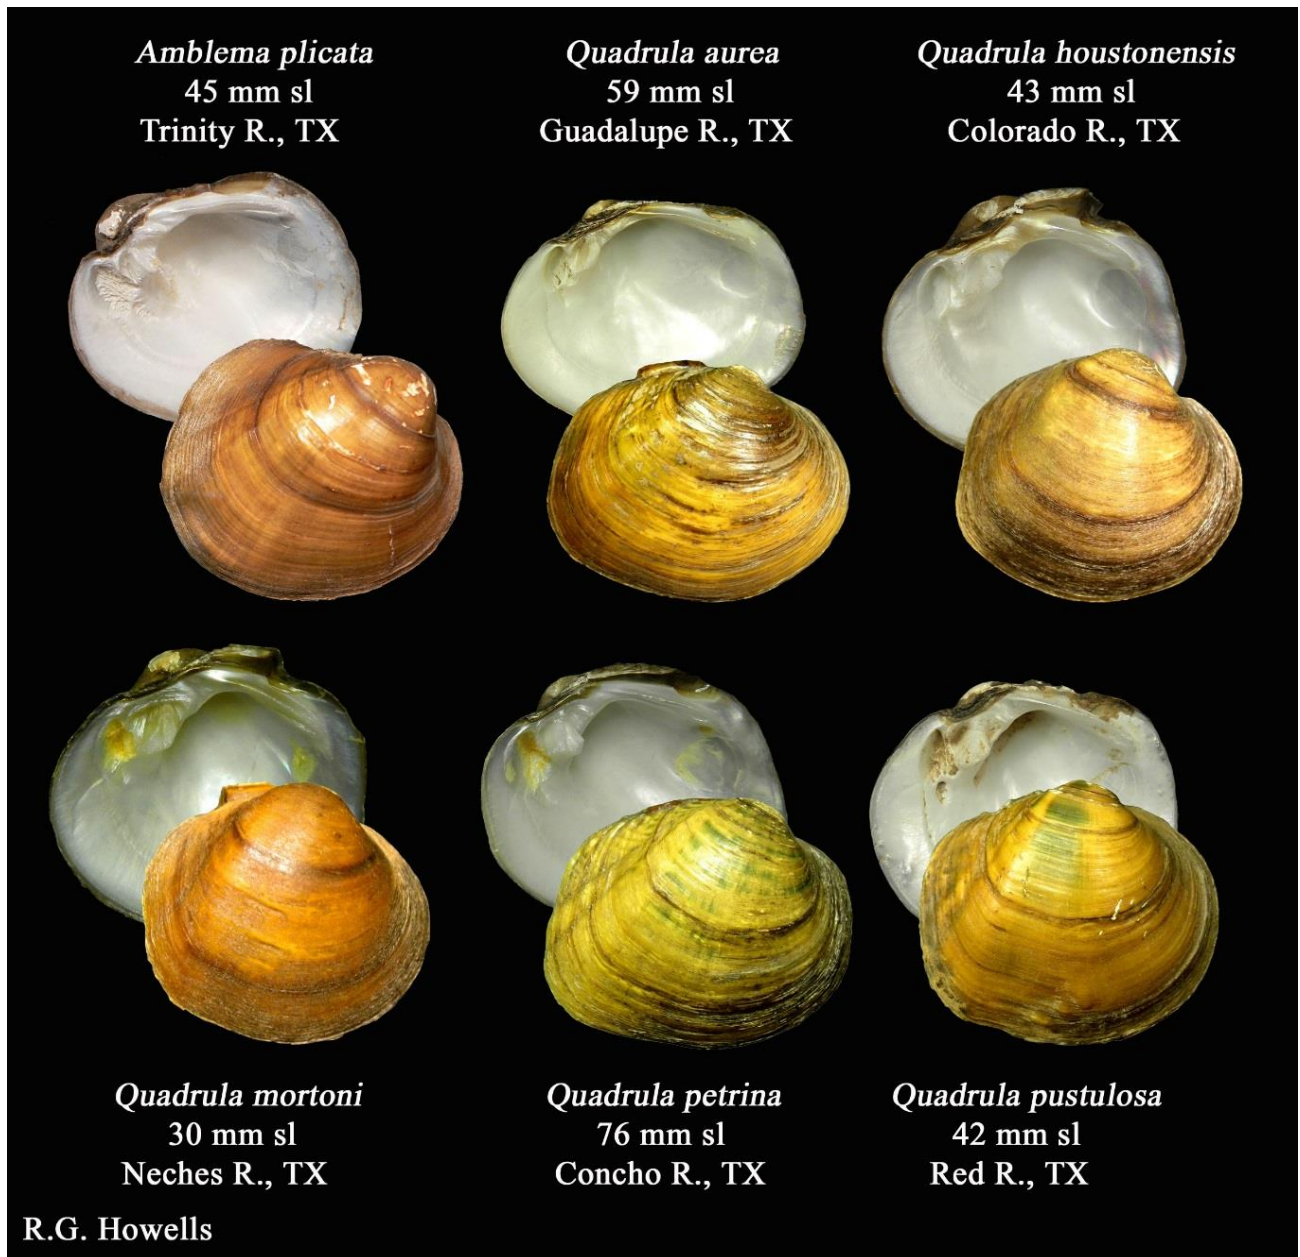 Amblema plicata
45 mm sl
Trinity R., TX
Quadrula aurea
59 mm sl
Guadalupe R., TX
Quadrula houstonensis
43 mm sl
Colorado R., TX
Quadrula mortoni
30 mm sl
Neches R., TX
Quadrula petrina
76 mm sl
Concho R., TX
Quadrula pustulosa
42 mm sl
Red R., TX
R.G. Howells